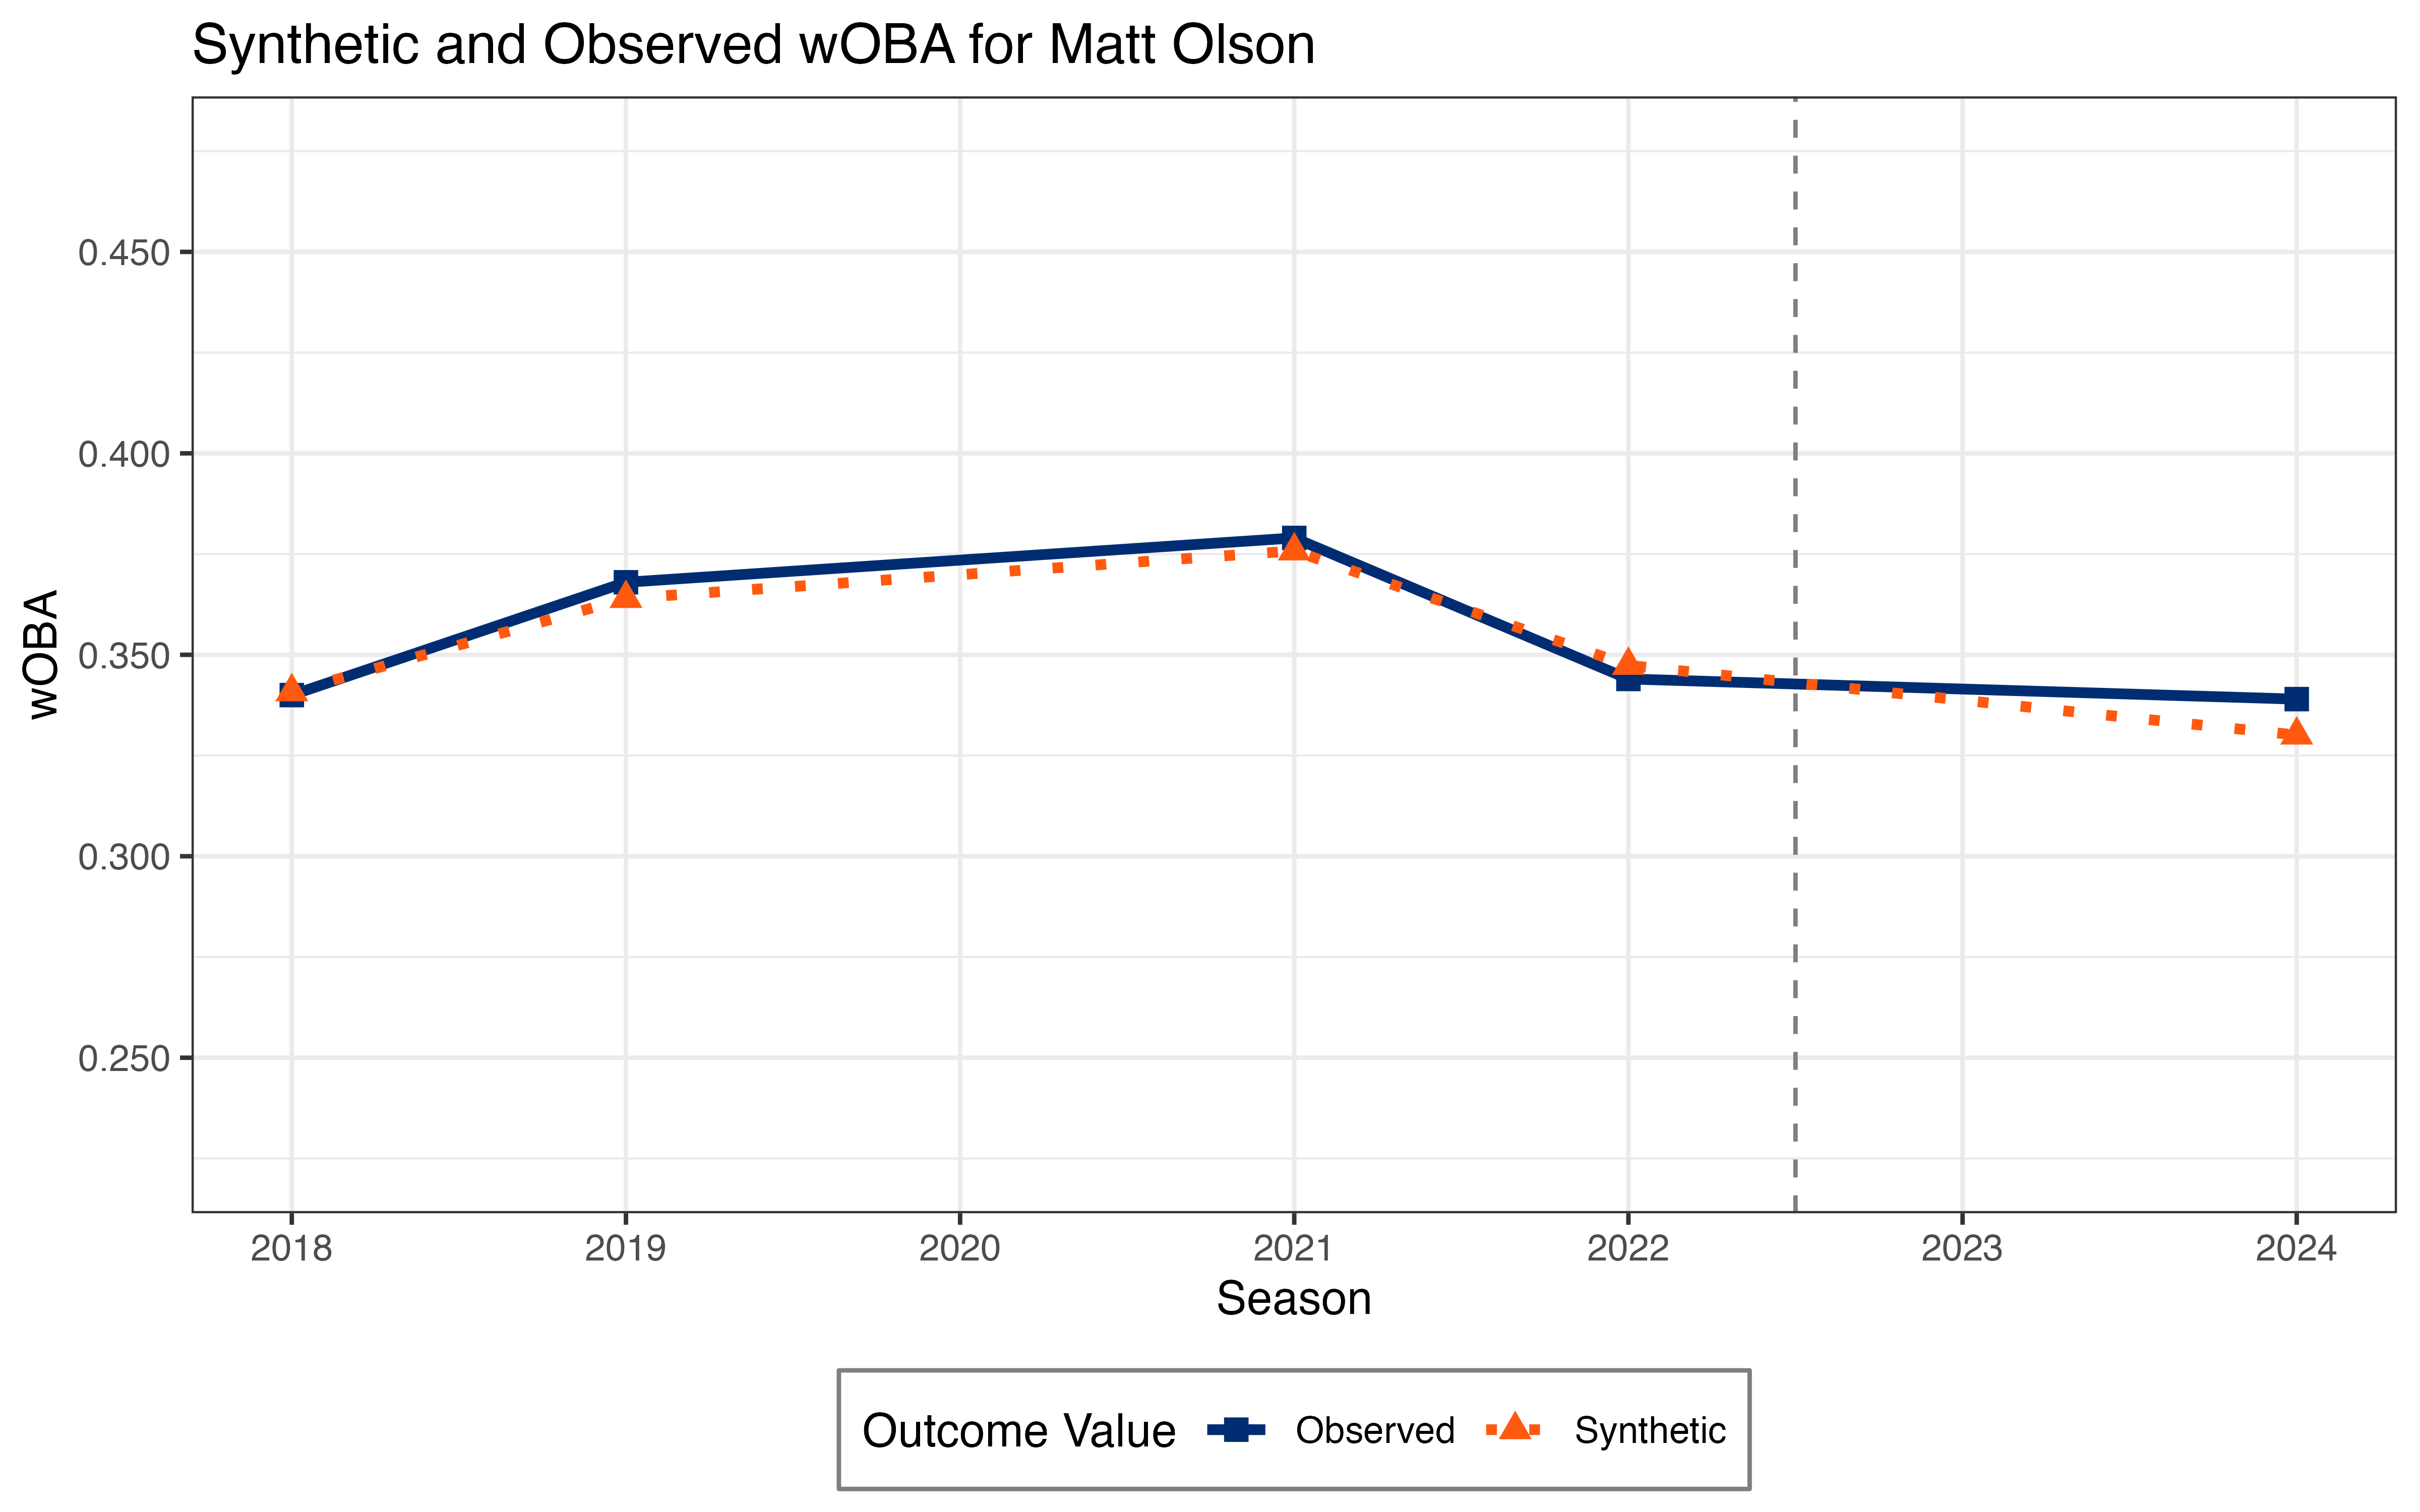 Synthetic and Observed wOBA for Matt Olson
wOBA
0.450
0.400
0.350
0.300
0.250
2018 2019 2020 2021 2022 2023 2024
Season
Outcome Value Observed Synthetic